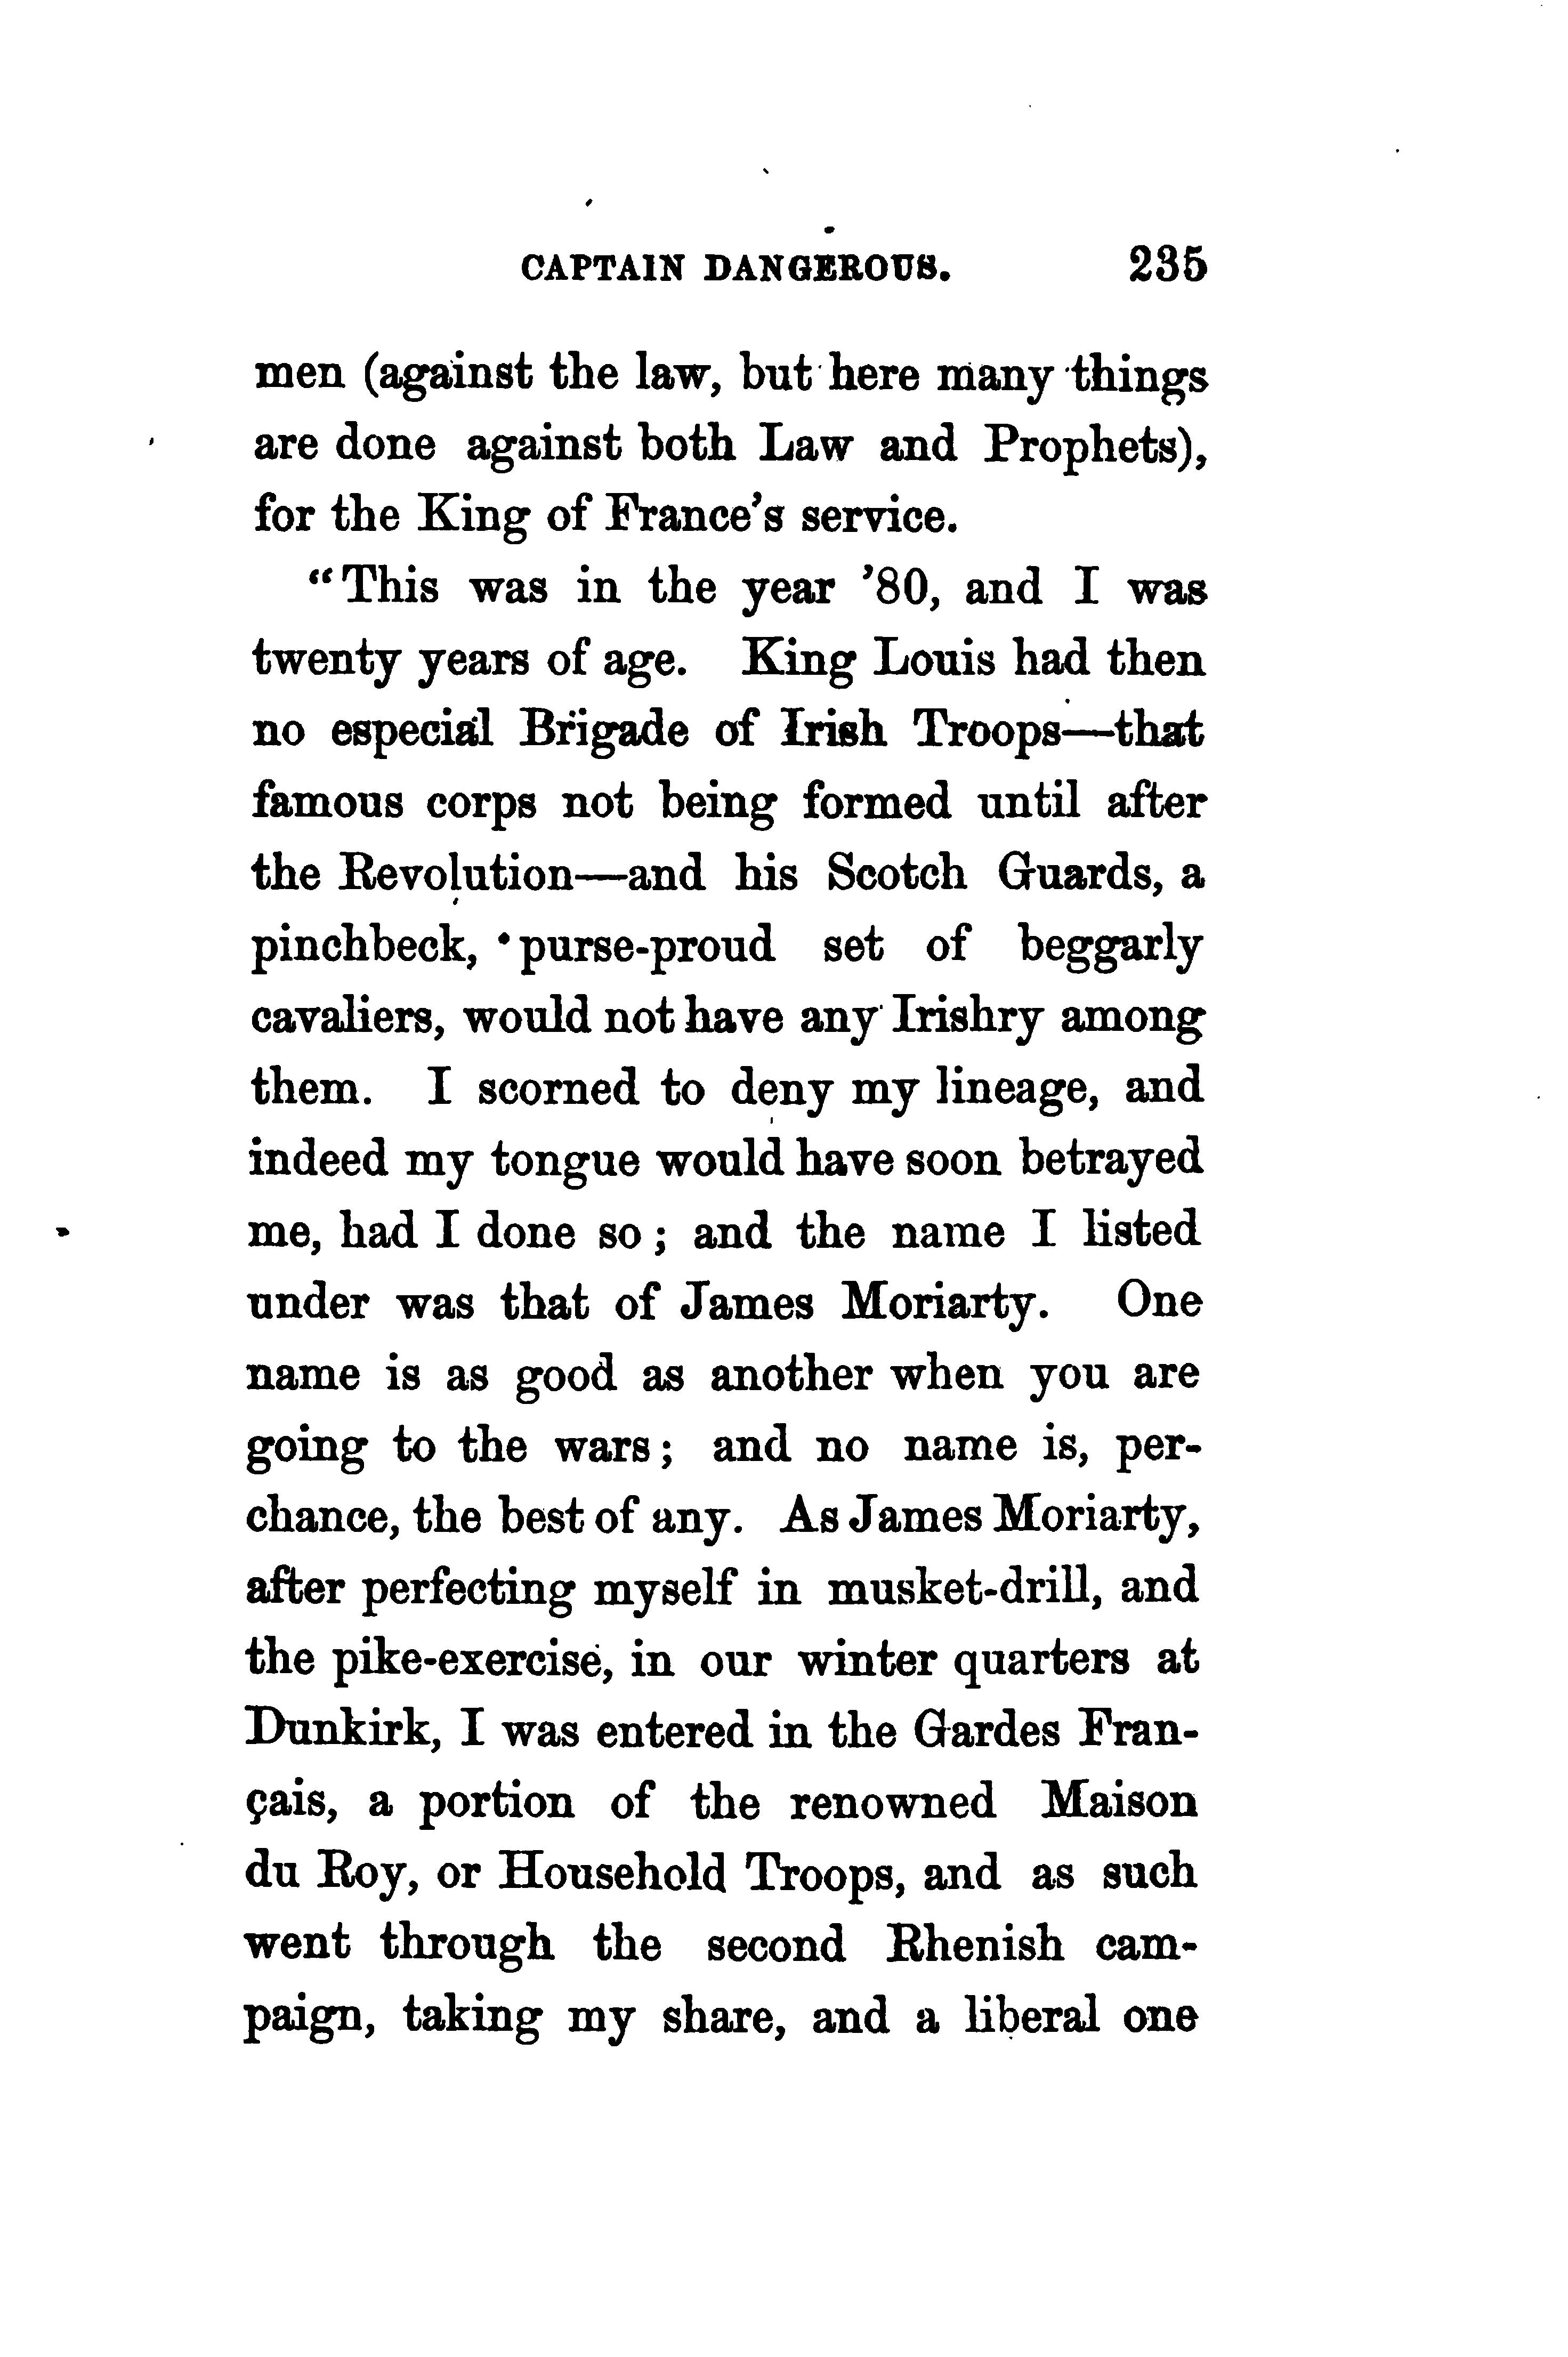 CAPTAIN DANGEROUS. 235
men (against the law, but here many things
are done against both Law and Prophets),
for the King of France's service.
"This was in the year '80, and I was
twenty years of age. King Louis had then
no especial Brigade of Irish Troops—that
famous corps not being formed until after
the Revolution—and his Scotch Guards, a
pinchbeck, purse-proud set of beggarly
cavaliers, would not have any Irishry among
them. I scorned to deny my lineage, and
indeed my tongue would have soon betrayed
me, had I done so; and the name I listed
under was that of James Moriarty. One
name is as good as another when you are
going to the wars; and no name is, per-
chance, the best of any. As James Moriarty,
after perfecting myself in musket-drill, and
the pike-exercise, in our winter quarters at
Dunkirk, I was entered in the Gardes Fran-
çais, a portion of the renowned Maison
du Roy, or Household Troops, and as such
went through the second Rhenish cam-
paign, taking my share, and a liberal one